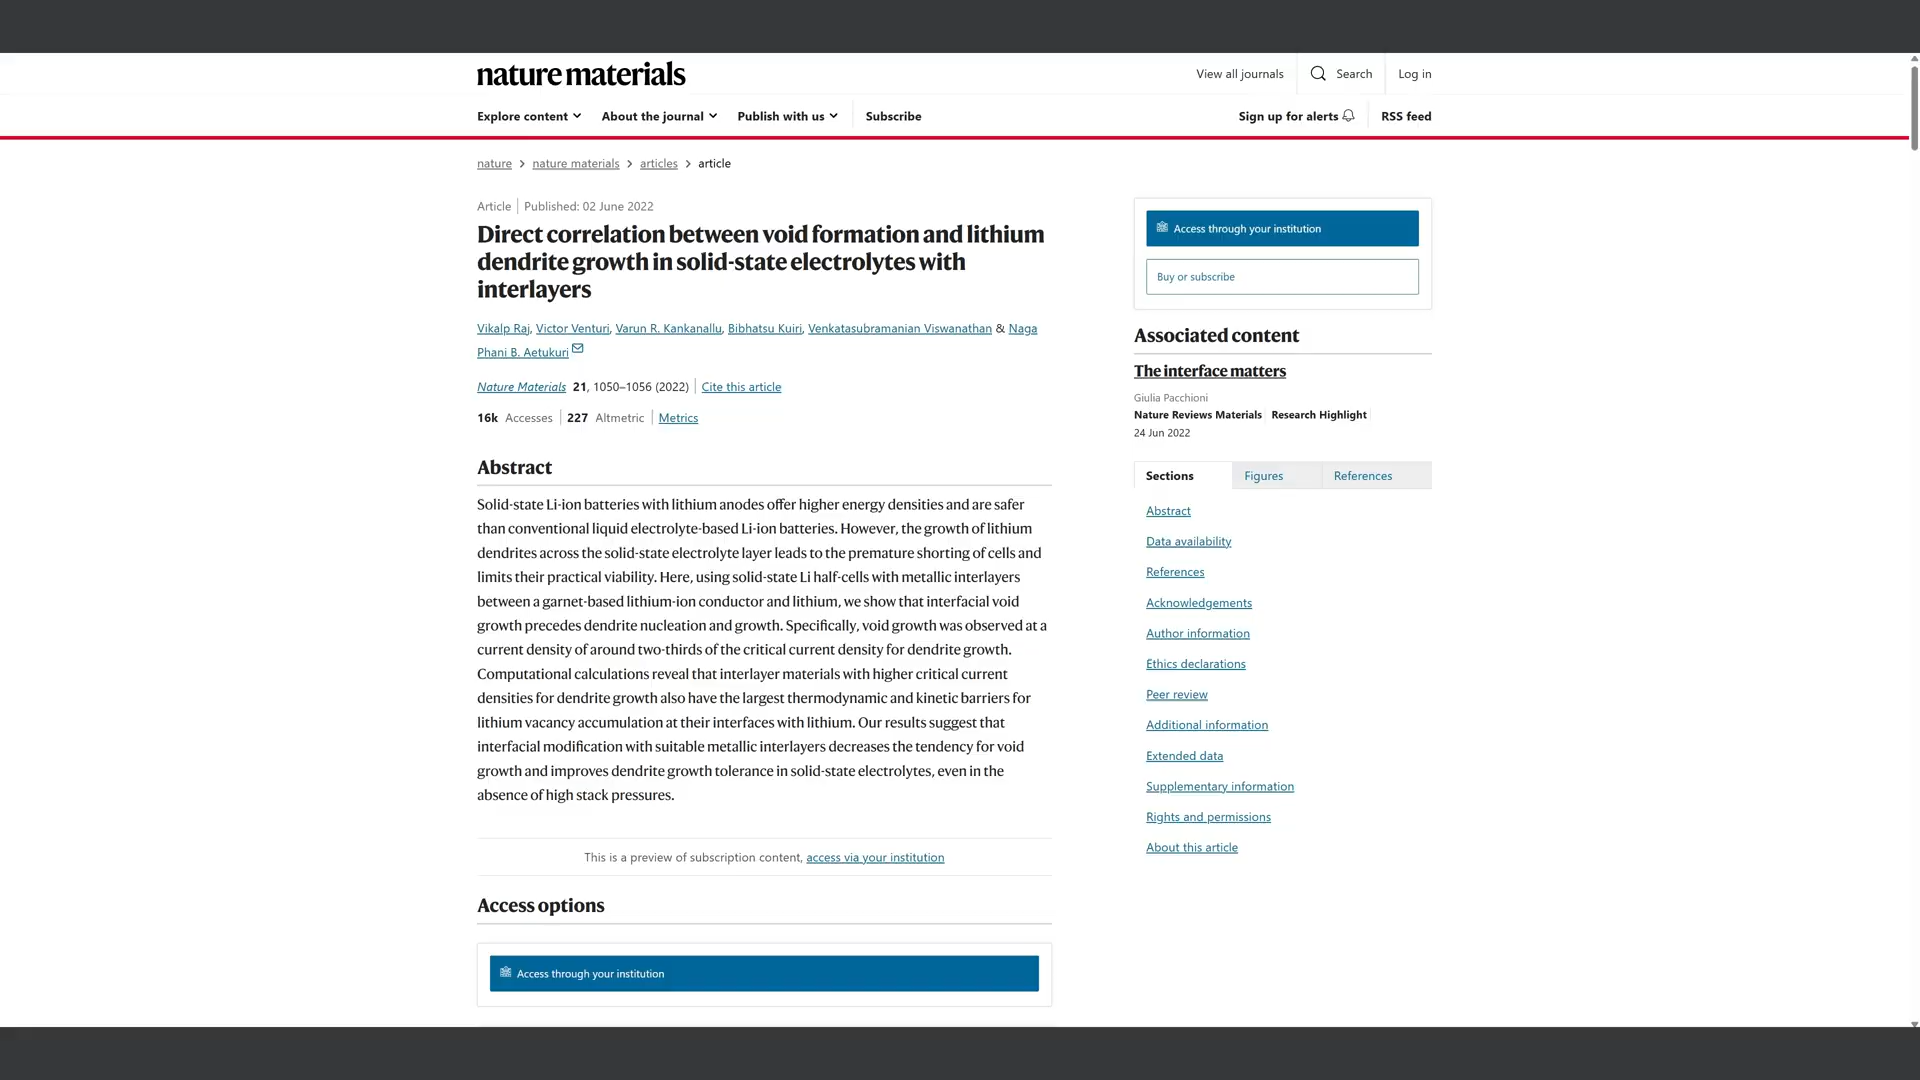 nature materials
View all journals
Search
Log in
Explore content
About the journal
Publish with us
Subscribe
Sign up for alerts
RSS feed
nature > nature materials > articles > article
Article | Published: 02 June 2022
Direct correlation between void formation and lithium
dendrite growth in solid-state electrolytes with
interlayers
Vikalp Raj, Victor Venturi, Varun R. Kankanallu, Bibhatsu Kuiri, Venkatasubramanian Viswanathan & Naga
Phani B. Aetukuri
Nature Materials 21, 1050–1056 (2022) | Cite this article
16k Accesses | 227 Altmetric | Metrics
Abstract
Solid-state Li-ion batteries with lithium anodes offer higher energy densities and are safer
than conventional liquid electrolyte-based Li-ion batteries. However, the growth of lithium
dendrites across the solid-state electrolyte layer leads to the premature shorting of cells and
limits their practical viability. Here, using solid-state Li half-cells with metallic interlayers
between a garnet-based lithium-ion conductor and lithium, we show that interfacial void
growth precedes dendrite nucleation and growth. Specifically, void growth was observed at a
current density of around two-thirds of the critical current density for dendrite growth.
Computational calculations reveal that interlayer materials with higher critical current
densities for dendrite growth also have the largest thermodynamic and kinetic barriers for
lithium vacancy accumulation at their interfaces with lithium. Our results suggest that
interfacial modification with suitable metallic interlayers decreases the tendency for void
growth and improves dendrite growth tolerance in solid-state electrolytes, even in the
absence of high stack pressures.
This is a preview of subscription content, access via your institution
Access options
Access through your institution
Access through your institution
Buy or subscribe
Associated content
The interface matters
Giulia Pacchioni
Nature Reviews Materials | Research Highlight
24 Jun 2022
Sections
Figures
References
Abstract
Data availability
References
Acknowledgements
Author information
Ethics declarations
Peer review
Additional information
Extended data
Supplementary information
Rights and permissions
About this article